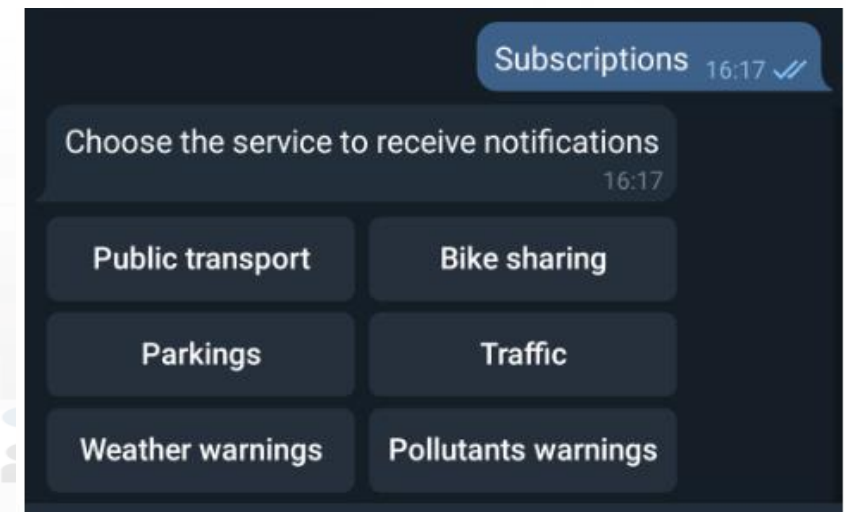 Subscriptions 16:17
Choose the service to receive notifications
16:17
Public transport Bike sharing
Parkings Traffic
Weather warnings Pollutants warnings